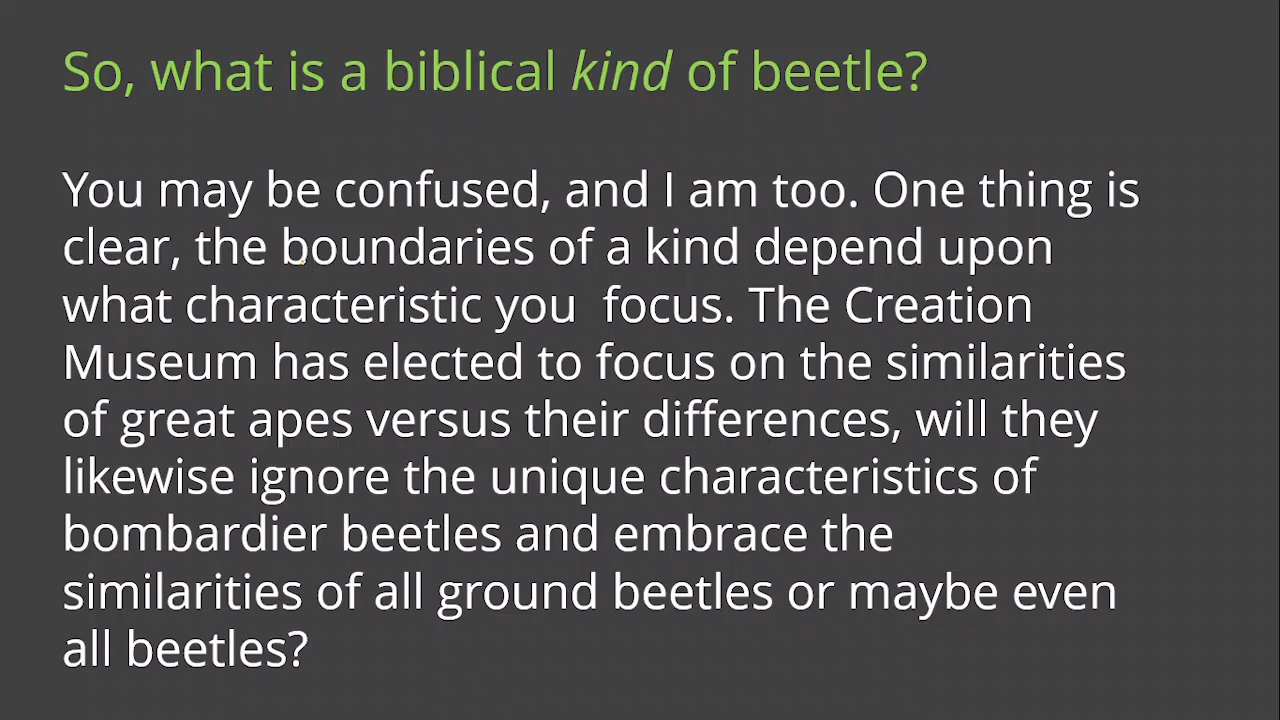 So, what is a biblical kind of beetle?
You may be confused, and I am too. One thing is
clear, the boundaries of a kind depend upon
what characteristic you  focus. The Creation
Museum has elected to focus on the similarities
of great apes versus their differences, will they
likewise ignore the unique characteristics of
bombardier beetles and embrace the
similarities of all ground beetles or maybe even
all beetles?